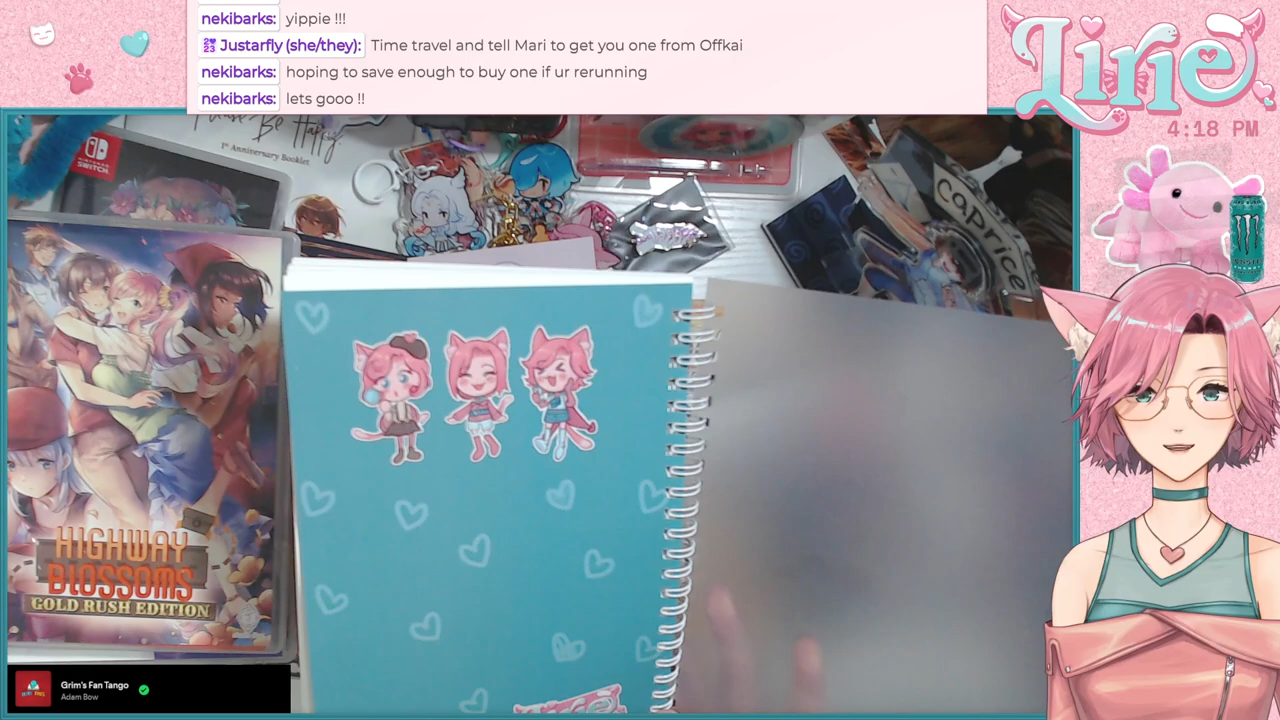 nekibarks: yippie !!!
Justarfly (she/they): Time travel and tell Mari to get you one from Offkai
nekibarks: hoping to save enough to buy one if ur rerunning
nekibarks: lets gooo !!
Lirie
4:18 PM
NINTENDO
SWITCH
Please Be Happy
1st Anniversary Booklet
Caprice
HIGHWAY
BLOSSOMS
GOLD RUSH EDITION
Grim's Fan Tango
Adam Bow